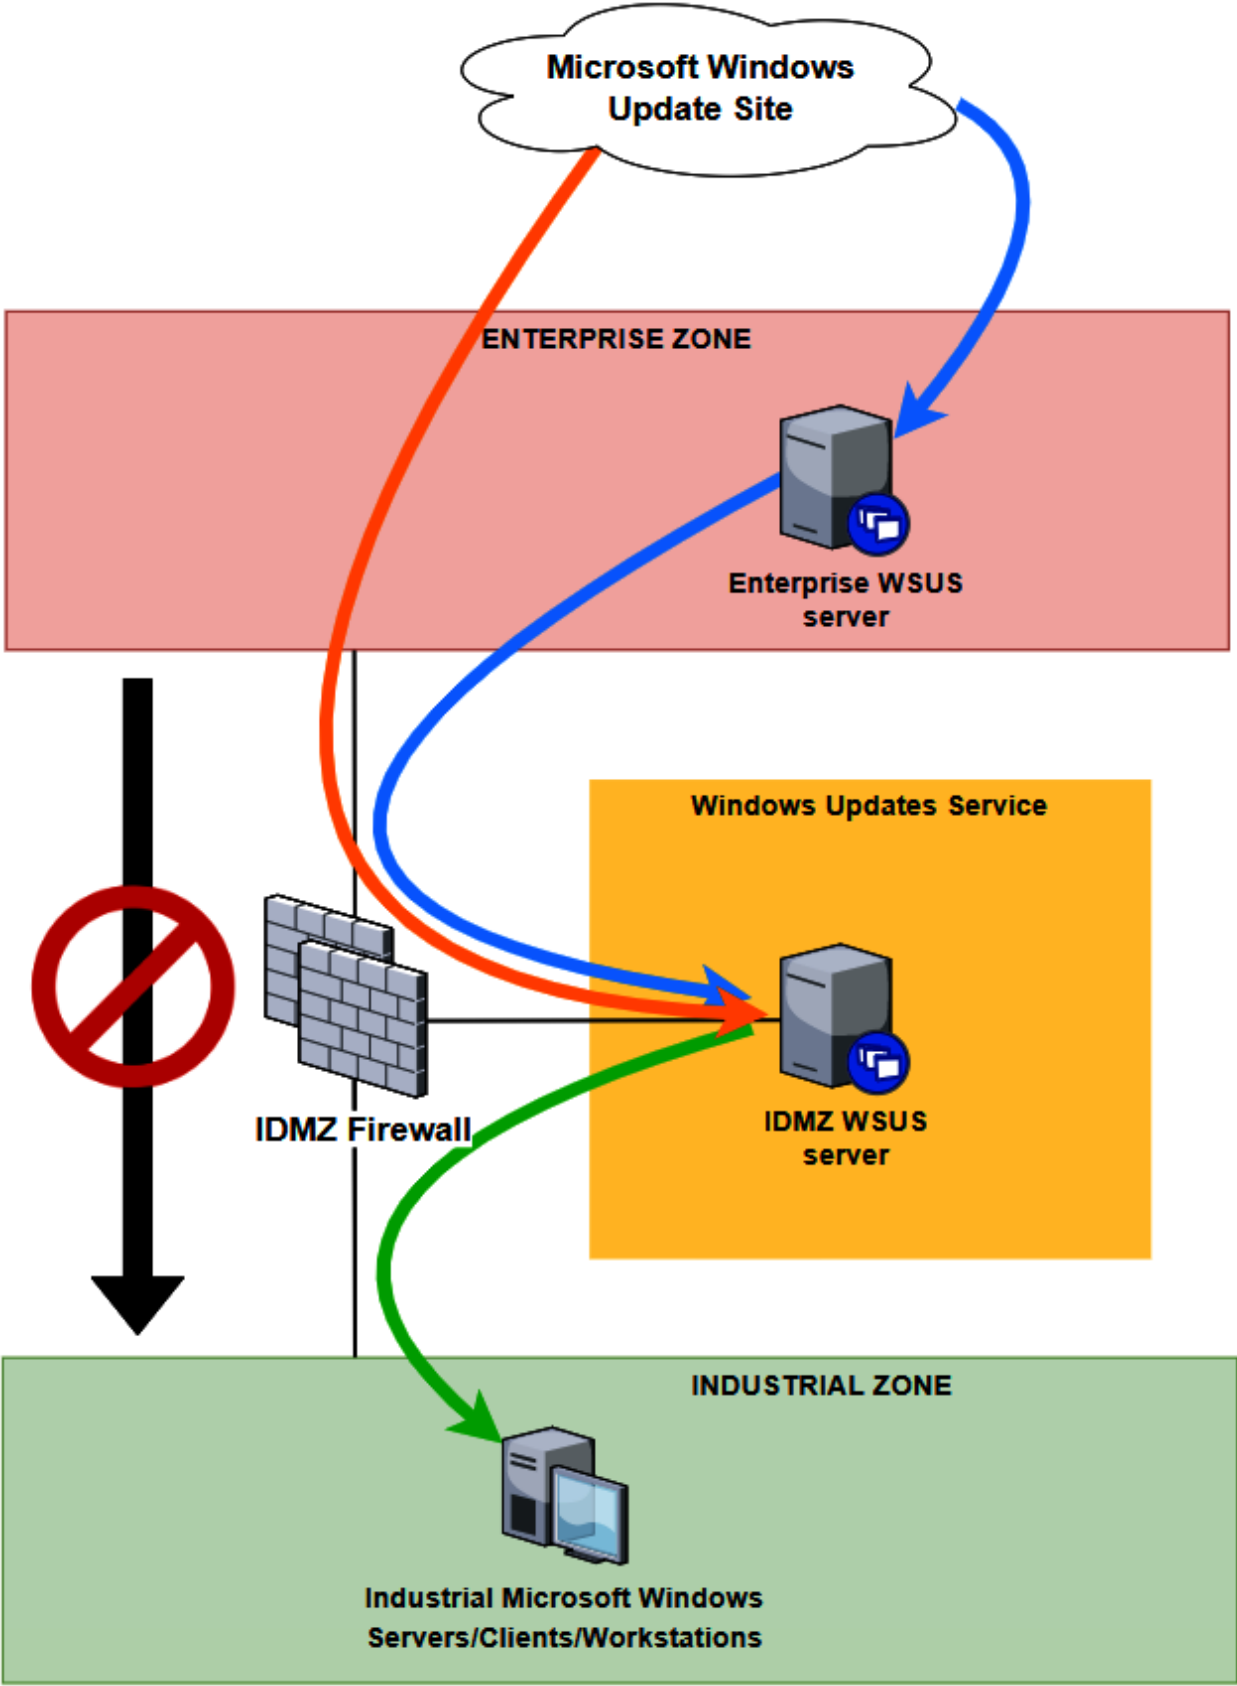 Microsoft Windows
Update Site
ENTERPRISE ZONE
Enterprise WSUS
server
Windows Updates Service
IDMZ WSUS
server
IDMZ Firewall
INDUSTRIAL ZONE
Industrial Microsoft Windows
Servers/Clients/Workstations